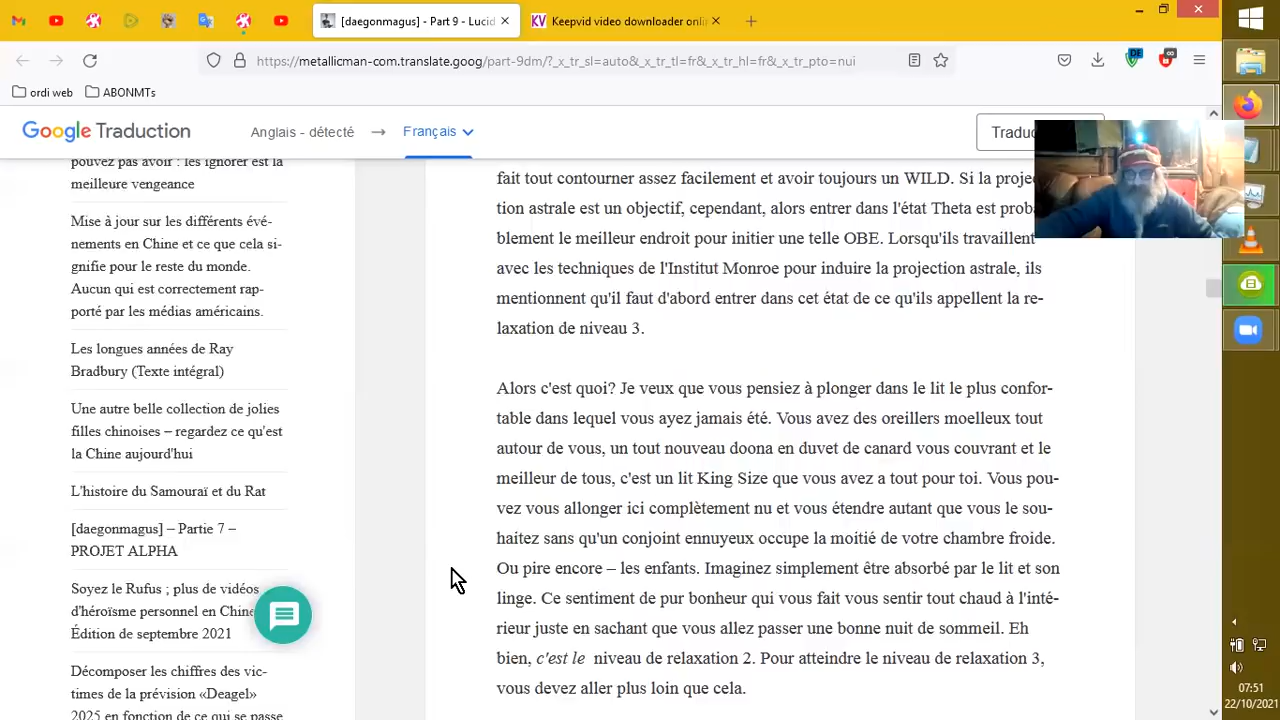 [daegonmagus] - Part 9 - Lucid
KV Keepvid video downloader onli
https://metallicman-com.translate.goog/part-9dm/?_x_tr_sl=auto&_x_tr_tl=fr&_x_tr_hl=fr&_x_tr_pto=nui
ordi web
ABONMTs
Google Traduction
Anglais - détecté
Français
Traduc
pouvez pas avoir : les ignorer est la
meilleure vengeance
Mise à jour sur les différents évé-
nements en Chine et ce que cela si-
gnifie pour le reste du monde.
Aucun qui est correctement rap-
porté par les médias américains.
Les longues années de Ray
Bradbury (Texte intégral)
Une autre belle collection de jolies
filles chinoises – regardez ce qu'est
la Chine aujourd'hui
L'histoire du Samouraï et du Rat
[daegonmagus] – Partie 7 –
PROJET ALPHA
Soyez le Rufus ; plus de vidéos
d'héroïsme personnel en Chine
Édition de septembre 2021
Décomposer les chiffres des vic-
times de la prévision «Deagel»
2025 en fonction de ce qui se passe
fait tout contourner assez facilement et avoir toujours un WILD. Si la projec-
tion astrale est un objectif, cependant, alors entrer dans l'état Theta est proba-
blement le meilleur endroit pour initier une telle OBE. Lorsqu'ils travaillent
avec les techniques de l'Institut Monroe pour induire la projection astrale, ils
mentionnent qu'il faut d'abord entrer dans cet état de ce qu'ils appellent la re-
laxation de niveau 3.
Alors c'est quoi? Je veux que vous pensiez à plonger dans le lit le plus confor-
table dans lequel vous ayez jamais été. Vous avez des oreillers moelleux tout
autour de vous, un tout nouveau doona en duvet de canard vous couvrant et le
meilleur de tous, c'est un lit King Size que vous avez a tout pour toi. Vous pou-
vez vous allonger ici complètement nu et vous étendre autant que vous le sou-
haitez sans qu'un conjoint ennuyeux occupe la moitié de votre chambre froide.
Ou pire encore – les enfants. Imaginez simplement être absorbé par le lit et son
linge. Ce sentiment de pur bonheur qui vous fait vous sentir tout chaud à l'inté-
rieur juste en sachant que vous allez passer une bonne nuit de sommeil. Eh
bien, c'est le niveau de relaxation 2. Pour atteindre le niveau de relaxation 3,
vous devez aller plus loin que cela.
07:51
22/10/2021